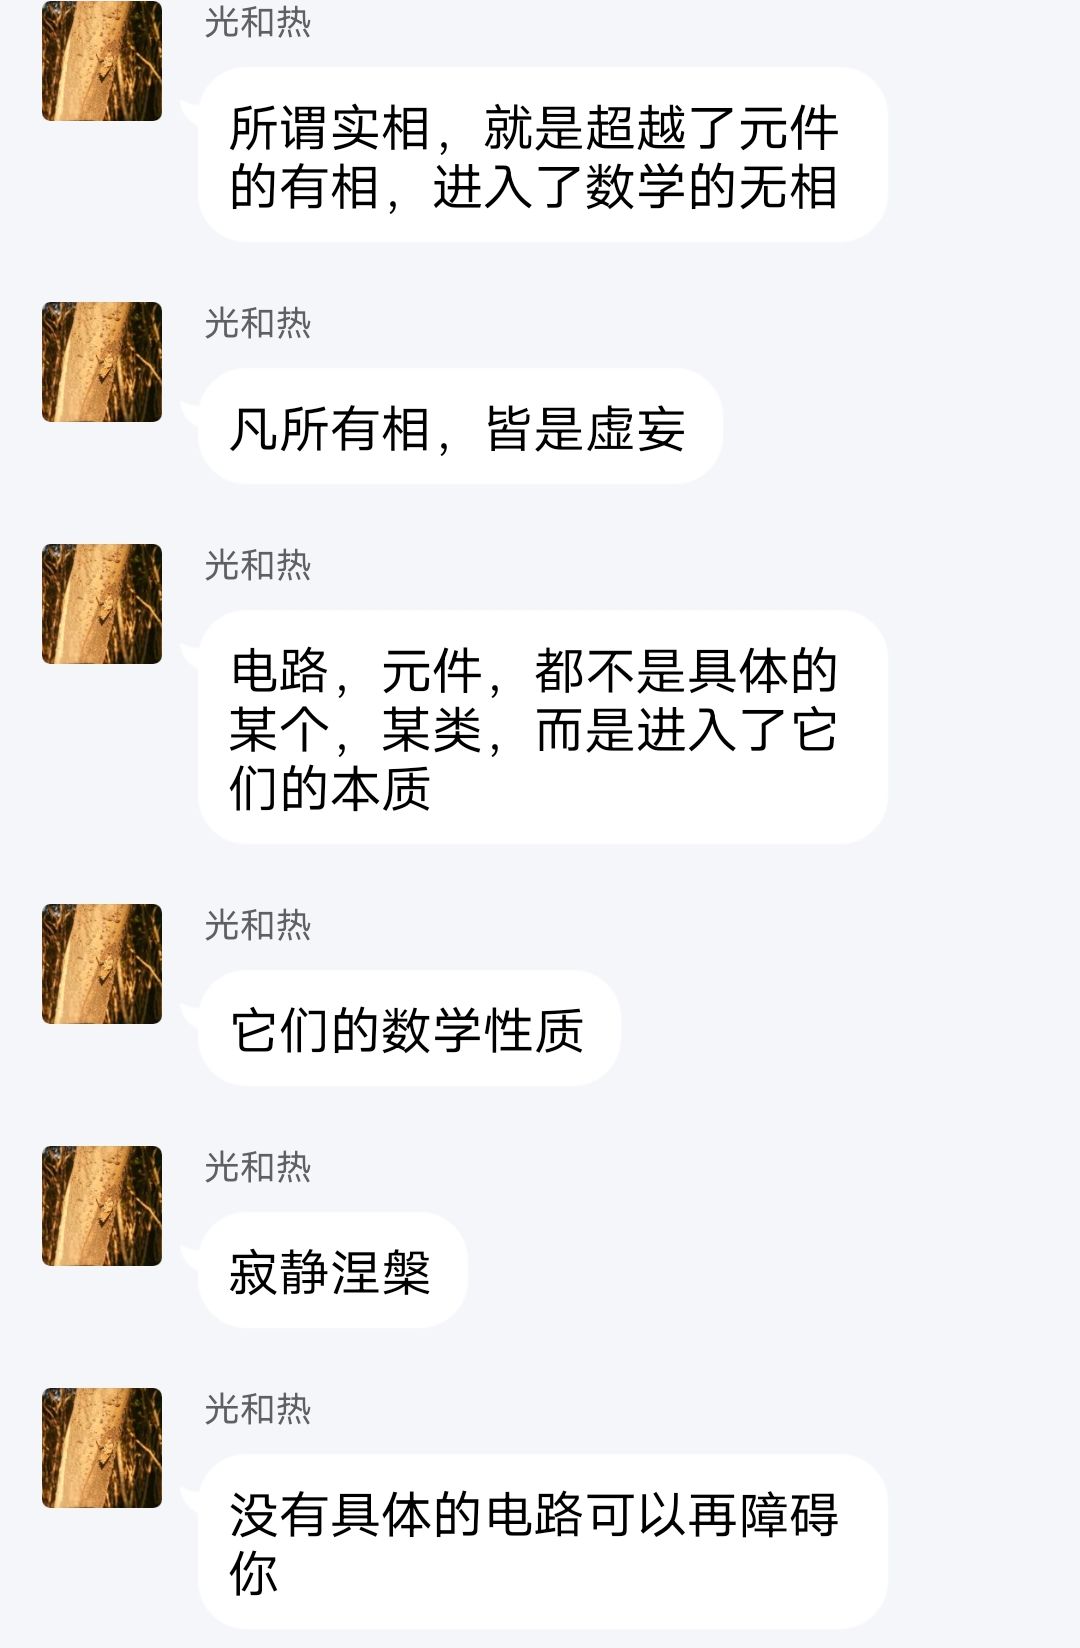 光和热
所谓实相，就是超越了元件
的有相，进入了数学的无相
光和热
凡所有相，皆是虚妄
光和热
电路，元件，都不是具体的
某个，某类，而是进入了它
们的本质
光和热
它们的数学性质
光和热
寂静涅槃
光和热
没有具体的电路可以再障碍
你